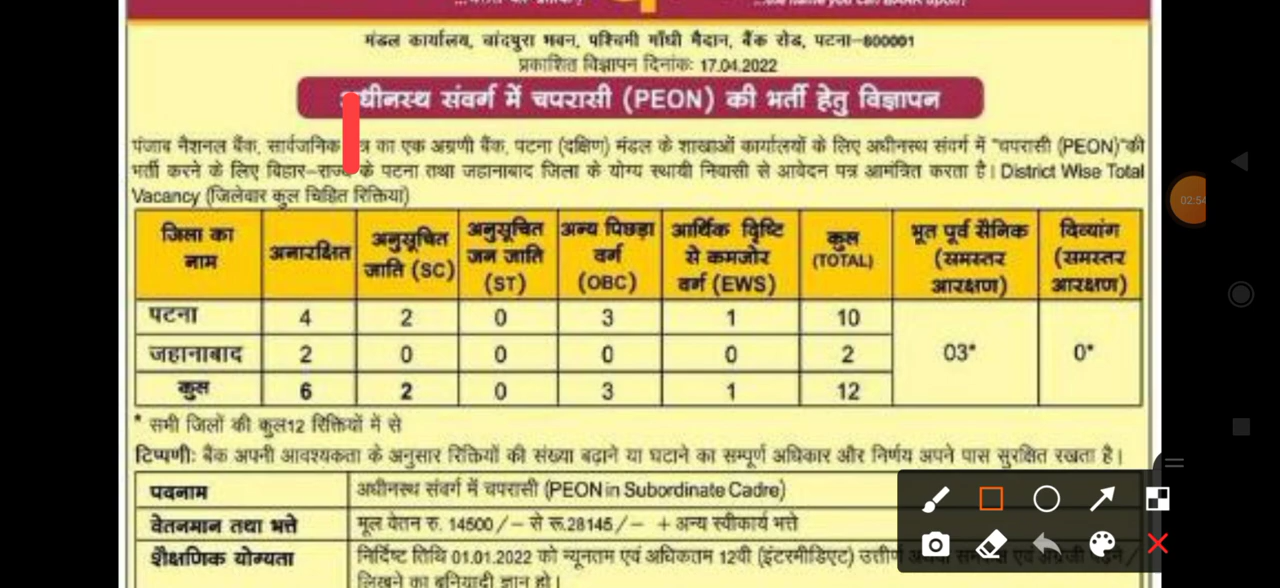 मंडल कार्यालय, चांदपुरा भवन, पश्चिमी गाँधी मैदान, बैंक रोड, पटना-800001
प्रकाशित विज्ञापन दिनांक: 17.04.2022
धीनस्थ संवर्ग में चपरासी (PEON) की भर्ती हेतु विज्ञापन
पंजाब नैशनल बैंक, सार्वजनिक का एक अग्रणी बैंक, पटना (दक्षिण) मंडल के शाखाओं कार्यालयों के लिए अधीनस्थ संवर्ग में "चपरासी (PEON)"की
भर्ती करने के लिए बिहार-राज्य के पटना तथा जहानाबाद जिला के योग्य स्थायी निवासी से आवेदन पत्र आमंत्रित करता है। District Wise Total
Vacancy (जिलेवार कुल चिह्नित रिक्तियां)
जिला का नाम अनारक्षित अनुसूचित जाति (SC) अनुसूचित जन जाति (ST) अन्य पिछड़ा वर्ग (OBC) आर्थिक दृिष्टि से कमजोर वर्ग (EWS) कुल (TOTAL) भूत पूर्व सैनिक (समस्तर आरक्षण) दिव्यांग (समस्तर आरक्षण)
पटना 4 2 0 3 1 10
जहानाबाद 2 0 0 0 0 2 03* 0*
कुल 6 2 0 3 1 12
* सभी जिलों की कुल12 रिक्तियों में से
टिप्पणी: बैंक अपनी आवश्यकता के अनुसार रिक्तियों की संख्या बढ़ाने या घटाने का सम्पूर्ण अधिकार और निर्णय अपने पास सुरक्षित रखता है।
पदनाम अधीनस्थ संवर्ग में चपरासी (PEON in Subordinate Cadre)
वेतनमान तथा भत्ते मूल वेतन रु. 14500/- से रू.28145/- + अन्य स्वीकार्य भत्ते
शैक्षणिक योग्यता निर्दिष्ट तिथि 01.01.2022 को न्यूनतम एवं अधिकतम 12वी (इंटरमीडिएट) उत्तीर्ण
लिखने का बुनियादी ज्ञान हो।
02:54